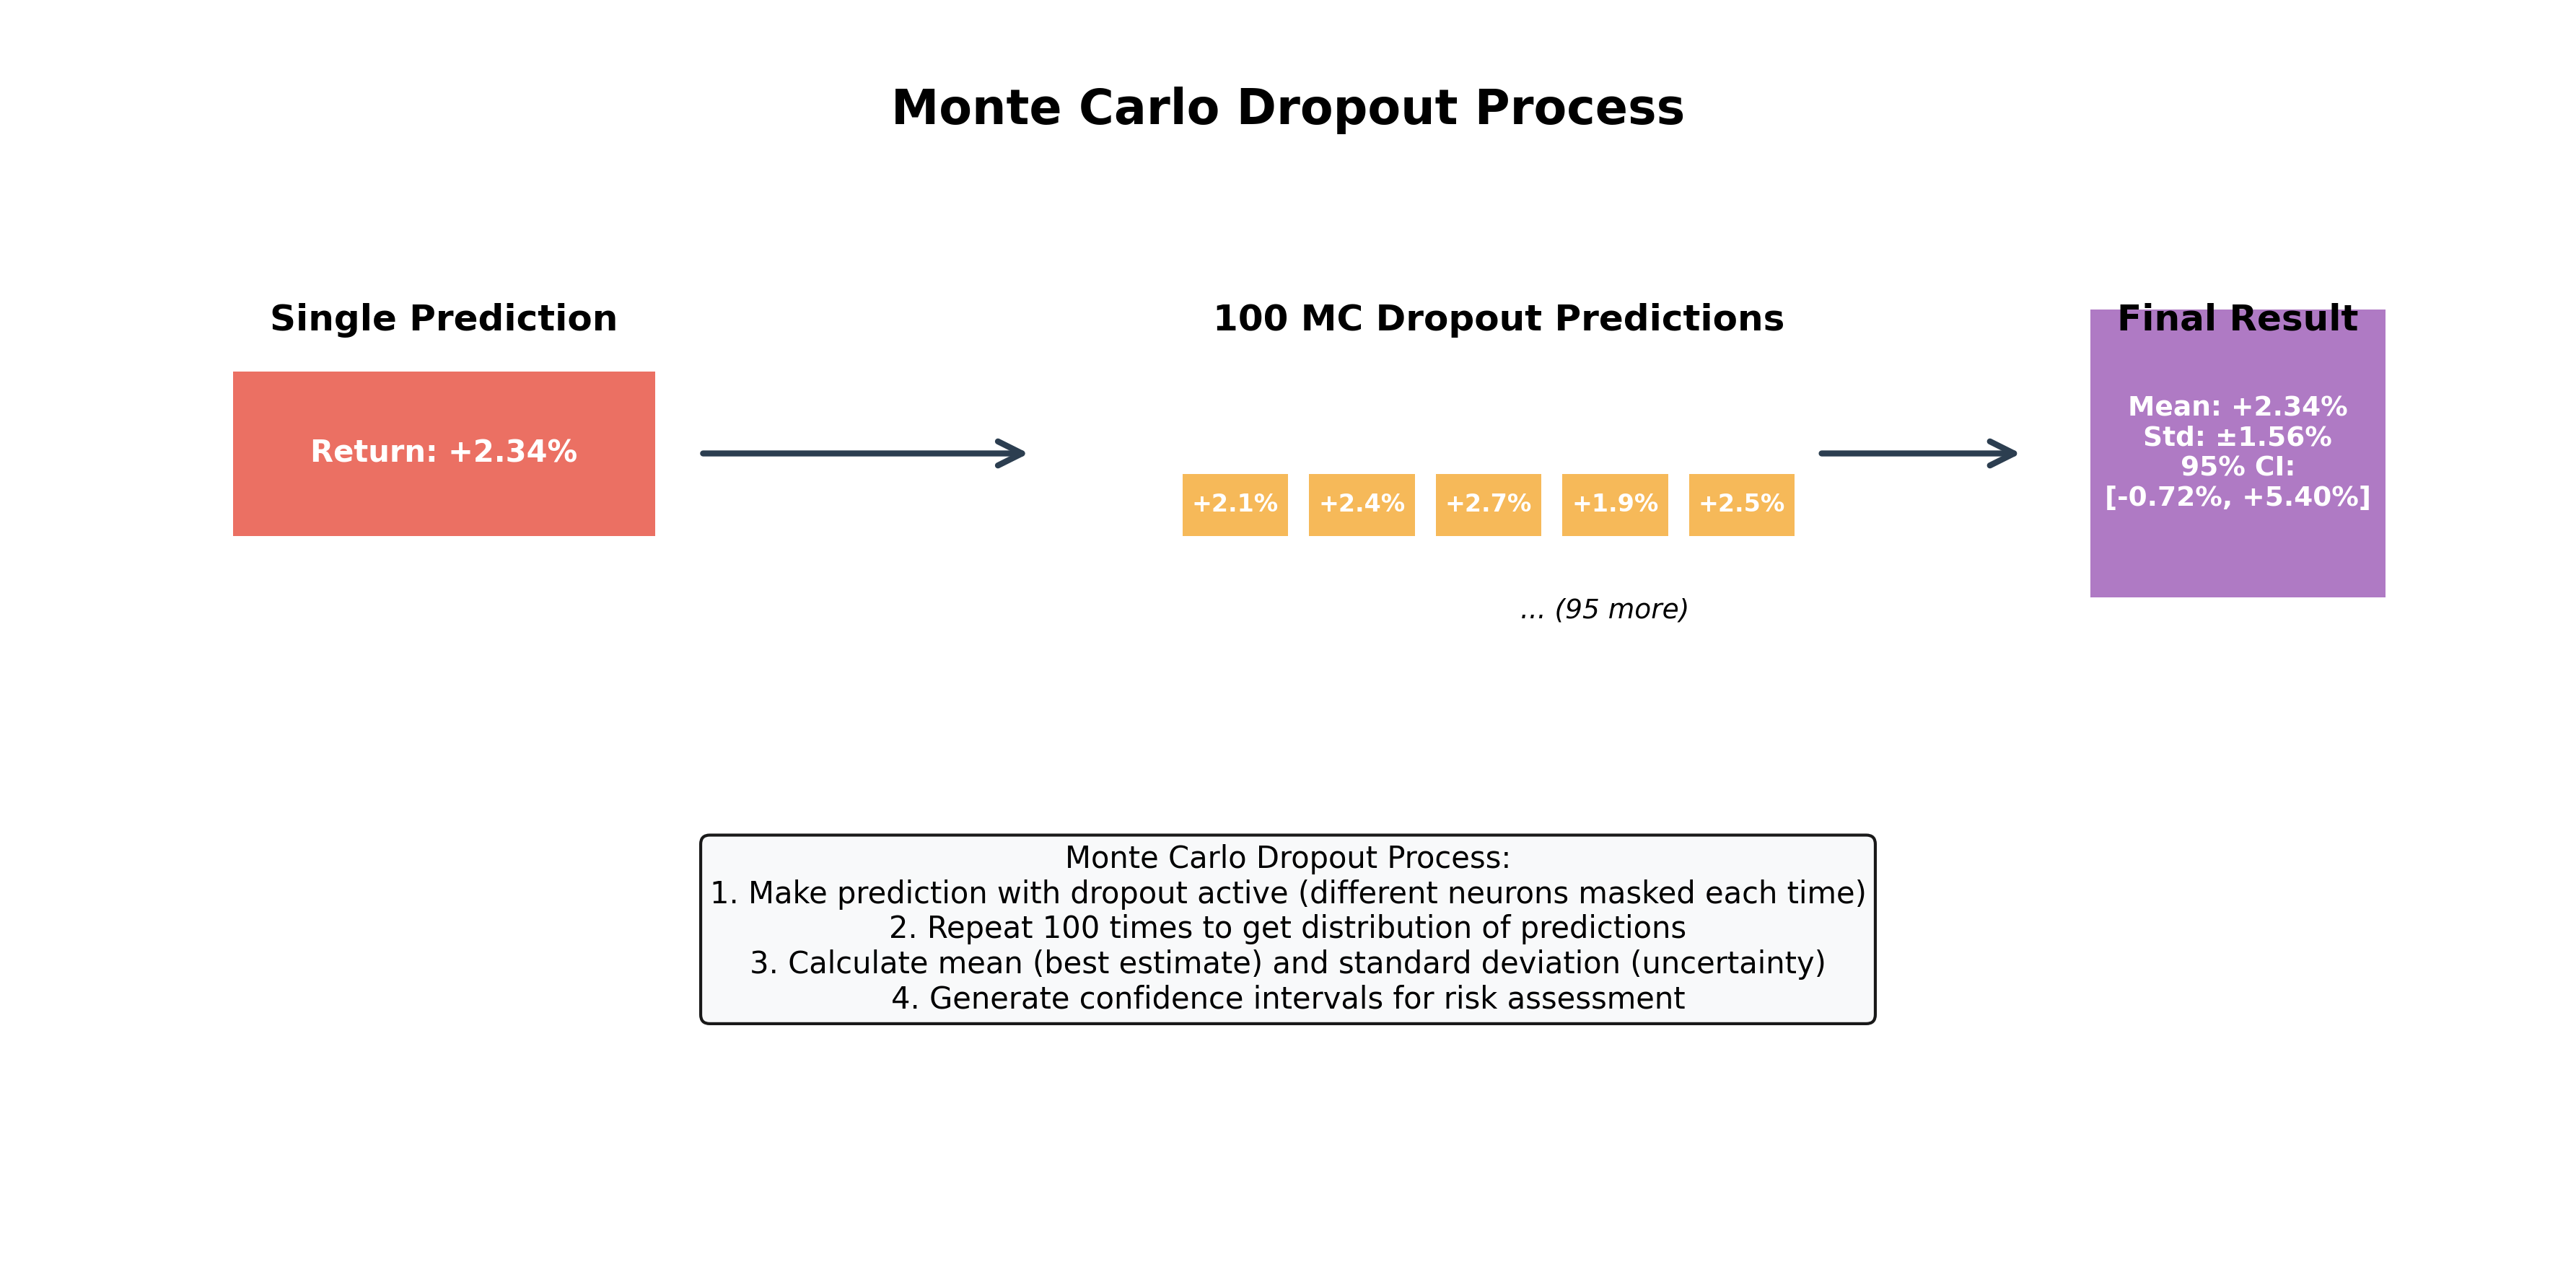 Monte Carlo Dropout Process
Single Prediction
Return: +2.34%
100 MC Dropout Predictions
+2.1%
+2.4%
+2.7%
+1.9%
+2.5%
... (95 more)
Final Result
Mean: +2.34%
Std: ±1.56%
95% CI:
[-0.72%, +5.40%]
Monte Carlo Dropout Process:
1. Make prediction with dropout active (different neurons masked each time)
2. Repeat 100 times to get distribution of predictions
3. Calculate mean (best estimate) and standard deviation (uncertainty)
4. Generate confidence intervals for risk assessment